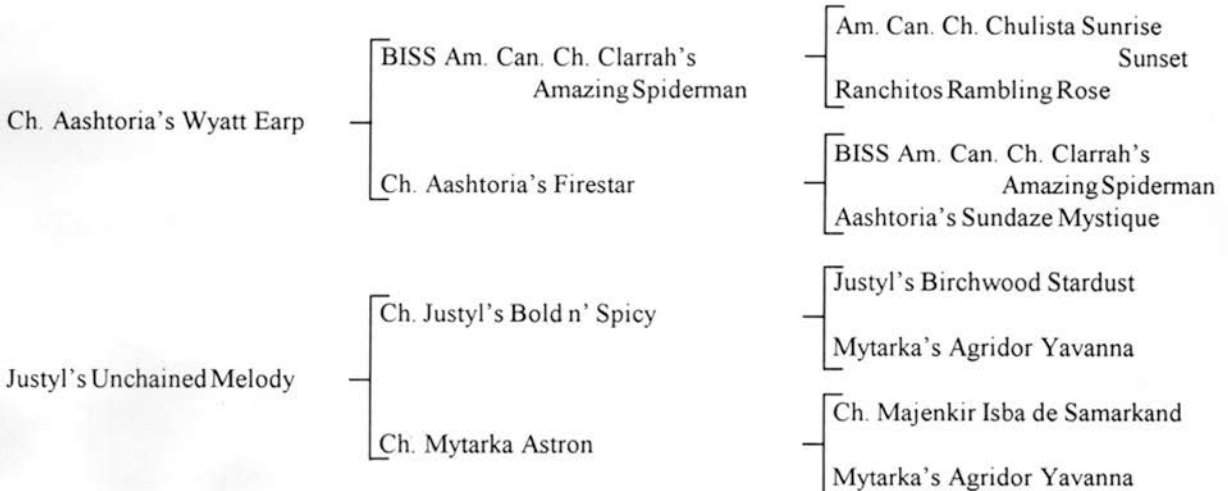 Ch. Aashtoria's Wyatt Earp
BISS Am. Can. Ch. Clarrah's
Amazing Spiderman
Ch. Aashtoria's Firestar
Am. Can. Ch. Chulista Sunrise
Sunset
Ranchitos Rambling Rose
BISS Am. Can. Ch. Clarrah's
Amazing Spiderman
Aashtoria's Sundaze Mystique
Justyl's Unchained Melody
Ch. Justyl's Bold n' Spicy
Ch. Mytarka Astron
Justyl's Birchwood Stardust
Mytarka's Agridor Yavanna
Ch. Majenkir Isba de Samarkand
Mytarka's Agridor Yavanna